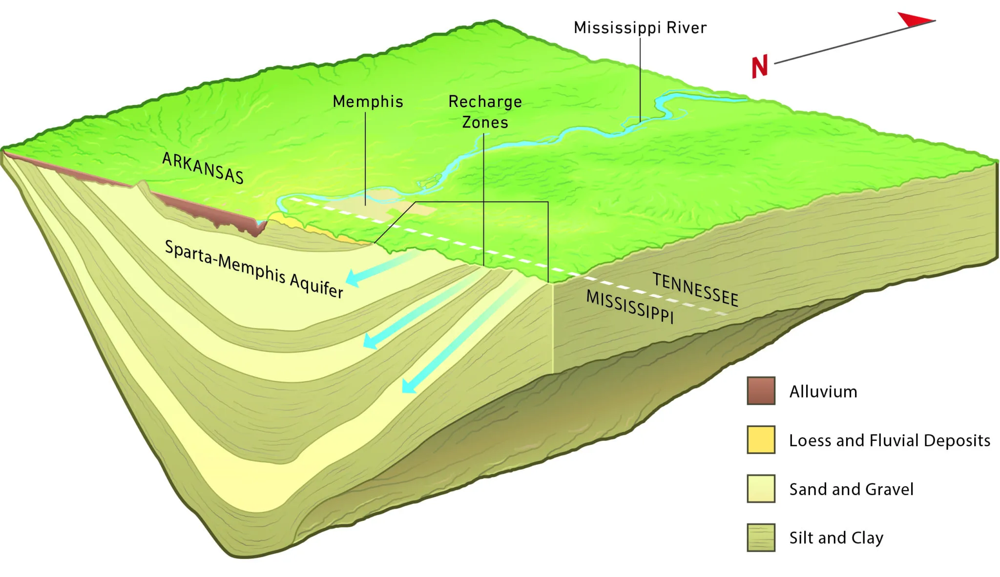 Mississippi River
N
Memphis
Recharge
Zones
ARKANSAS
Sparta-Memphis Aquifer
TENNESSEE
MISSISSIPPI
Alluvium
Loess and Fluvial Deposits
Sand and Gravel
Silt and Clay